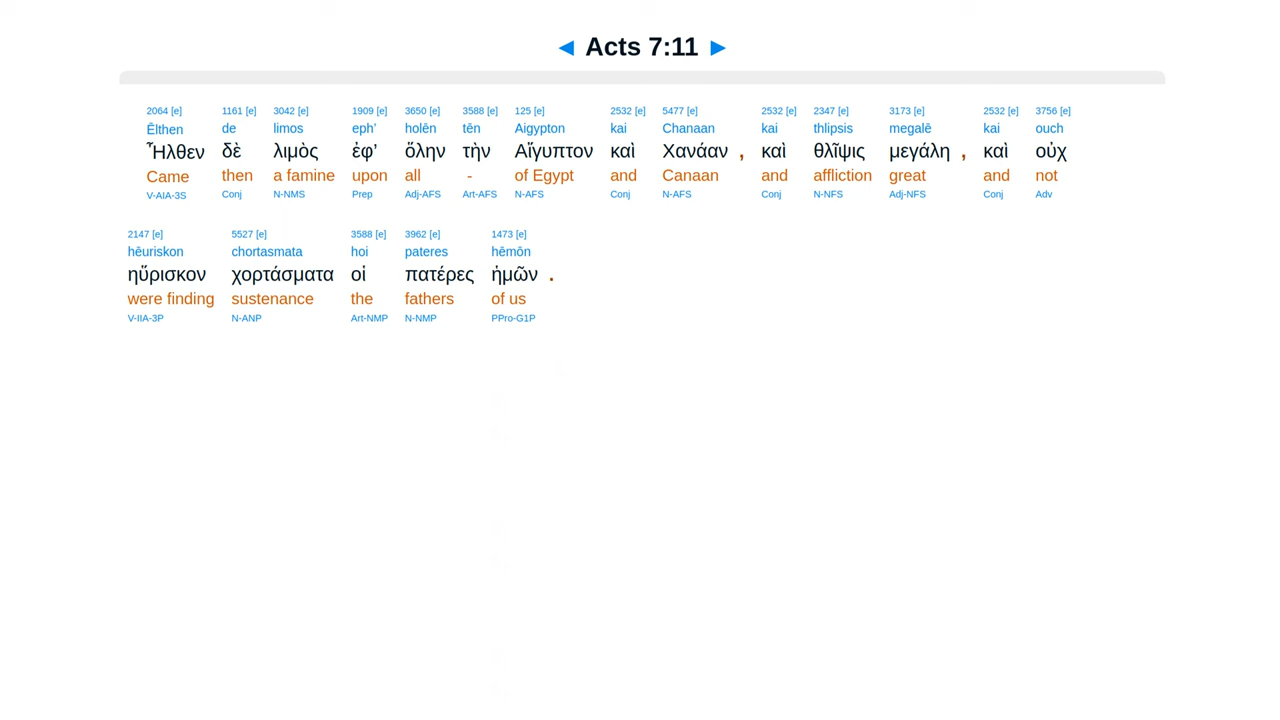 ◄ Acts 7:11 ►
2064 [e] 1161 [e] 3042 [e] 1909 [e] 3650 [e] 3588 [e] 125 [e] 2532 [e] 5477 [e] 2532 [e] 2347 [e] 3173 [e] 2532 [e] 3756 [e]
Ēlthen de limos eph’ holēn tēn Aigypton kai Chanaan kai thlipsis megalē kai ouch
Ἦλθεν δὲ λιμὸς ἐφ’ ὅλην τὴν Αἴγυπτον καὶ Χανάαν , καὶ θλῖψις μεγάλη , καὶ οὐχ
Came then a famine upon all - of Egypt and Canaan and affliction great and not
V-AIA-3S Conj N-NMS Prep Adj-AFS Art-AFS N-AFS Conj N-AFS Conj N-NFS Adj-NFS Conj Adv
2147 [e] 5527 [e] 3588 [e] 3962 [e] 1473 [e]
hēuriskon chortasmata hoi pateres hēmōn
ηὕρισκον χορτάσματα οἱ πατέρες ἡμῶν .
were finding sustenance the fathers of us
V-IIA-3P N-ANP Art-NMP N-NMP PPro-G1P